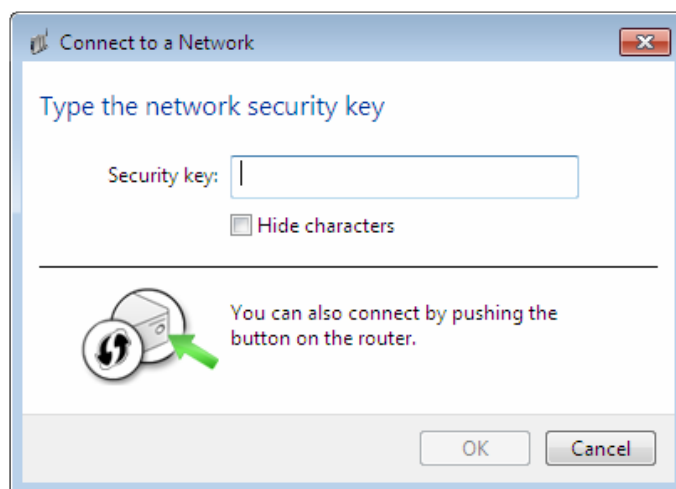 Connect to a Network
Type the network security key
Security key:
Hide characters
You can also connect by pushing the
button on the router.
OK
Cancel